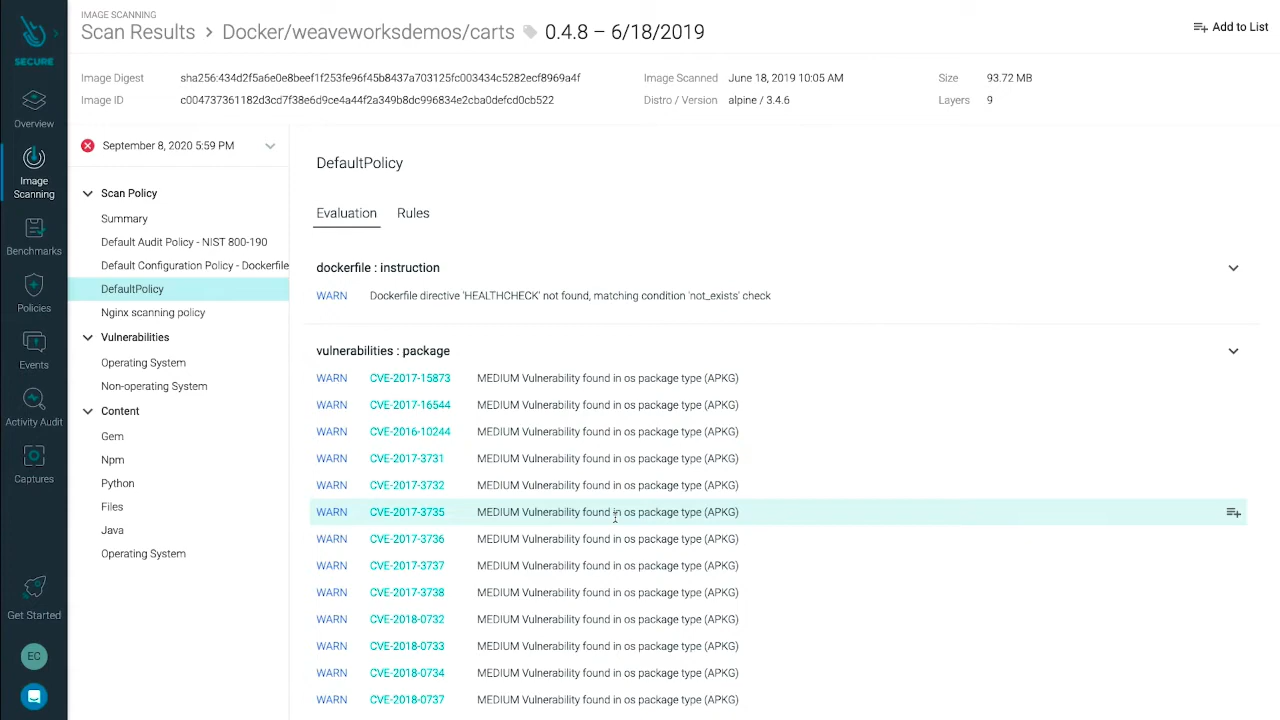 SECURE
Overview
Image
Scanning
Benchmarks
Policies
Events
Activity Audit
Captures
Get Started
EC
IMAGE SCANNING
Scan Results > Docker/weaveworksdemos/carts 0.4.8 – 6/18/2019
Add to List
Image Digest sha256:434d2f5a6e0e8beef1f253fe96f45b8437a703125fc003434c5282ecf8969a4f
Image Scanned June 18, 2019 10:05 AM
Size 93.72 MB
Image ID c004737361182d3cd7f38e6d9ce4a44f2a349b8dc996834e2cba0defcd0cb522
Distro / Version alpine / 3.4.6
Layers 9
September 8, 2020 5:59 PM
Scan Policy
Summary
Default Audit Policy - NIST 800-190
Default Configuration Policy - Dockerfile
DefaultPolicy
Nginx scanning policy
Vulnerabilities
Operating System
Non-operating System
Content
Gem
Npm
Python
Files
Java
Operating System
DefaultPolicy
Evaluation Rules
dockerfile : instruction
WARN Dockerfile directive 'HEALTHCHECK' not found, matching condition 'not_exists' check
vulnerabilities : package
WARN CVE-2017-15873 MEDIUM Vulnerability found in os package type (APKG)
WARN CVE-2017-16544 MEDIUM Vulnerability found in os package type (APKG)
WARN CVE-2016-10244 MEDIUM Vulnerability found in os package type (APKG)
WARN CVE-2017-3731 MEDIUM Vulnerability found in os package type (APKG)
WARN CVE-2017-3732 MEDIUM Vulnerability found in os package type (APKG)
WARN CVE-2017-3735 MEDIUM Vulnerability found in os package type (APKG)
WARN CVE-2017-3736 MEDIUM Vulnerability found in os package type (APKG)
WARN CVE-2017-3737 MEDIUM Vulnerability found in os package type (APKG)
WARN CVE-2017-3738 MEDIUM Vulnerability found in os package type (APKG)
WARN CVE-2018-0732 MEDIUM Vulnerability found in os package type (APKG)
WARN CVE-2018-0733 MEDIUM Vulnerability found in os package type (APKG)
WARN CVE-2018-0734 MEDIUM Vulnerability found in os package type (APKG)
WARN CVE-2018-0737 MEDIUM Vulnerability found in os package type (APKG)